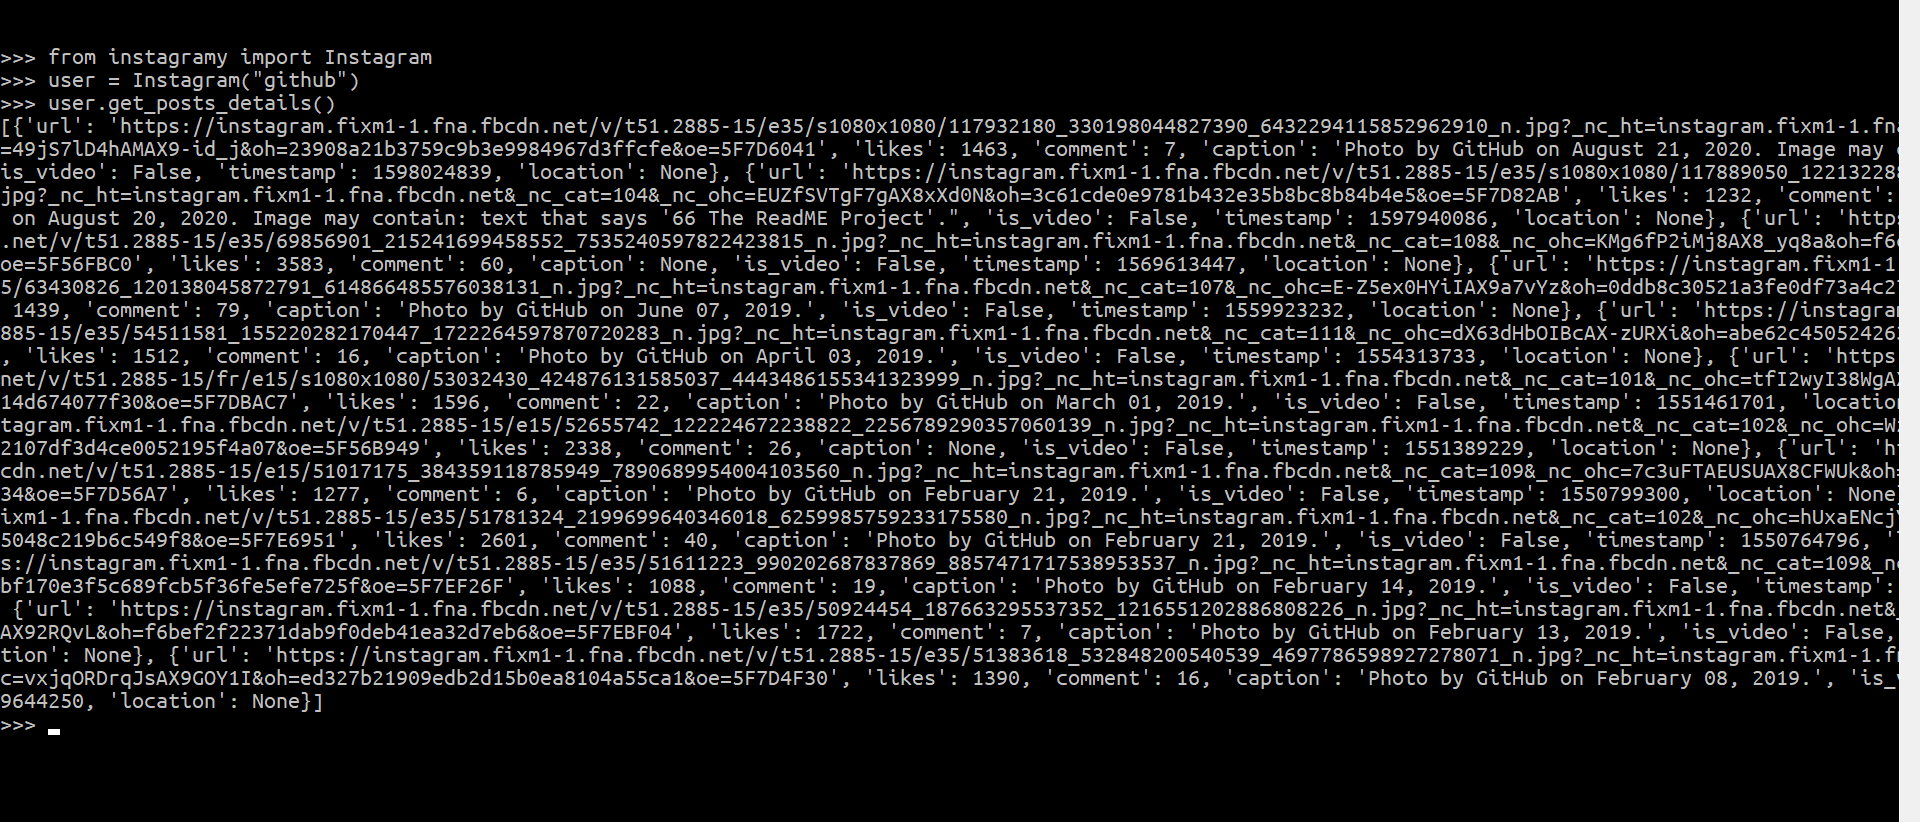 >>> from instagramy import Instagram
>>> user = Instagram("github")
>>> user.get_posts_details()
[{'url': 'https://instagram.fixm1-1.fna.fbcdn.net/v/t51.2885-15/e35/s1080x1080/117932180_330198044827390_6432294115852962910_n.jpg?_nc_ht=instagram.fixm1-1.fna
=49jS7lD4hAMAX9-id_j&oh=23908a21b3759c9b3e9984967d3ffcfe&oe=5F7D6041', 'likes': 1463, 'comment': 7, 'caption': 'Photo by GitHub on August 21, 2020. Image may
is_video': False, 'timestamp': 1598024839, 'location': None}, {'url': 'https://instagram.fixm1-1.fna.fbcdn.net/v/t51.2885-15/e35/s1080x1080/117889050_122132288
jpg?_nc_ht=instagram.fixm1-1.fna.fbcdn.net&_nc_cat=104&_nc_ohc=EUZfSVTgF7gAX8xXd0N&oh=3c61cde0e9781b432e35b8bc8b84b4e5&oe=5F7D82AB', 'likes': 1232, 'comment':
on August 20, 2020. Image may contain: text that says '66 The ReadME Project'.", 'is_video': False, 'timestamp': 1597940086, 'location': None}, {'url': 'https
.net/v/t51.2885-15/e35/69856901_215241699458552_7535240597822423815_n.jpg?_nc_ht=instagram.fixm1-1.fna.fbcdn.net&_nc_cat=108&_nc_ohc=KMg6fP2iMj8AX8_yq8a&oh=f6
oe=5F56FBC0', 'likes': 3583, 'comment': 60, 'caption': None, 'is_video': False, 'timestamp': 1569613447, 'location': None}, {'url': 'https://instagram.fixm1-1
5/63430826_120138045872791_614866485576038131_n.jpg?_nc_ht=instagram.fixm1-1.fna.fbcdn.net&_nc_cat=107&_nc_ohc=E-Z5ex0HYiIAX9a7vYz&oh=0ddb8c30521a3fe0df73a4c27
1439, 'comment': 79, 'caption': 'Photo by GitHub on June 07, 2019.', 'is_video': False, 'timestamp': 1559923232, 'location': None}, {'url': 'https://instagram
885-15/e35/54511581_155220282170447_1722264597870720283_n.jpg?_nc_ht=instagram.fixm1-1.fna.fbcdn.net&_nc_cat=111&_nc_ohc=dX63dHbOIBcAX-zURXi&oh=abe62c450524263
, 'likes': 1512, 'comment': 16, 'caption': 'Photo by GitHub on April 03, 2019.', 'is_video': False, 'timestamp': 1554313733, 'location': None}, {'url': 'https
net/v/t51.2885-15/fr/e15/s1080x1080/53032430_424876131585037_4443486155341323999_n.jpg?_nc_ht=instagram.fixm1-1.fna.fbcdn.net&_nc_cat=101&_nc_ohc=tfI2wyI38WgAX
14d674077f30&oe=5F7DBAC7', 'likes': 1596, 'comment': 22, 'caption': 'Photo by GitHub on March 01, 2019.', 'is_video': False, 'timestamp': 1551461701, 'location
tagram.fixm1-1.fna.fbcdn.net/v/t51.2885-15/e15/52655742_122224672238822_2256789290357060139_n.jpg?_nc_ht=instagram.fixm1-1.fna.fbcdn.net&_nc_cat=102&_nc_ohc=W
2107df3d4ce0052195f4a07&oe=5F56B949', 'likes': 2338, 'comment': 26, 'caption': None, 'is_video': False, 'timestamp': 1551389229, 'location': None}, {'url': 'h
cdn.net/v/t51.2885-15/e15/51017175_384359118785949_7890689954004103560_n.jpg?_nc_ht=instagram.fixm1-1.fna.fbcdn.net&_nc_cat=109&_nc_ohc=7c3uFTAEUSUAX8CFWUk&oh=
34&oe=5F7D56A7', 'likes': 1277, 'comment': 6, 'caption': 'Photo by GitHub on February 21, 2019.', 'is_video': False, 'timestamp': 1550799300, 'location': None}
ixm1-1.fna.fbcdn.net/v/t51.2885-15/e35/51781324_2199699640346018_6259985759233175580_n.jpg?_nc_ht=instagram.fixm1-1.fna.fbcdn.net&_nc_cat=102&_nc_ohc=hUxaENcjY
5048c219b6c549f8&oe=5F7E6951', 'likes': 2601, 'comment': 40, 'caption': 'Photo by GitHub on February 21, 2019.', 'is_video': False, 'timestamp': 1550764796, '
s://instagram.fixm1-1.fna.fbcdn.net/v/t51.2885-15/e35/51611223_990202687837869_8857471717538953537_n.jpg?_nc_ht=instagram.fixm1-1.fna.fbcdn.net&_nc_cat=109&_n
bf170e3f5c689fcb5f36fe5efe725f&oe=5F7EF26F', 'likes': 1088, 'comment': 19, 'caption': 'Photo by GitHub on February 14, 2019.', 'is_video': False, 'timestamp':
{'url': 'https://instagram.fixm1-1.fna.fbcdn.net/v/t51.2885-15/e35/50924454_187663295537352_1216551202886808226_n.jpg?_nc_ht=instagram.fixm1-1.fna.fbcdn.net&_
AX92RQvL&oh=f6bef2f22371dab9f0deb41ea32d7eb6&oe=5F7EBF04', 'likes': 1722, 'comment': 7, 'caption': 'Photo by GitHub on February 13, 2019.', 'is_video': False,
tion': None}, {'url': 'https://instagram.fixm1-1.fna.fbcdn.net/v/t51.2885-15/e35/51383618_532848200540539_4697786598927278071_n.jpg?_nc_ht=instagram.fixm1-1.f
c=vxjqORDrqJsAX9GOY1I&oh=ed327b21909edb2d15b0ea8104a55ca1&oe=5F7D4F30', 'likes': 1390, 'comment': 16, 'caption': 'Photo by GitHub on February 08, 2019.', 'is_v
9644250, 'location': None}]
>>>